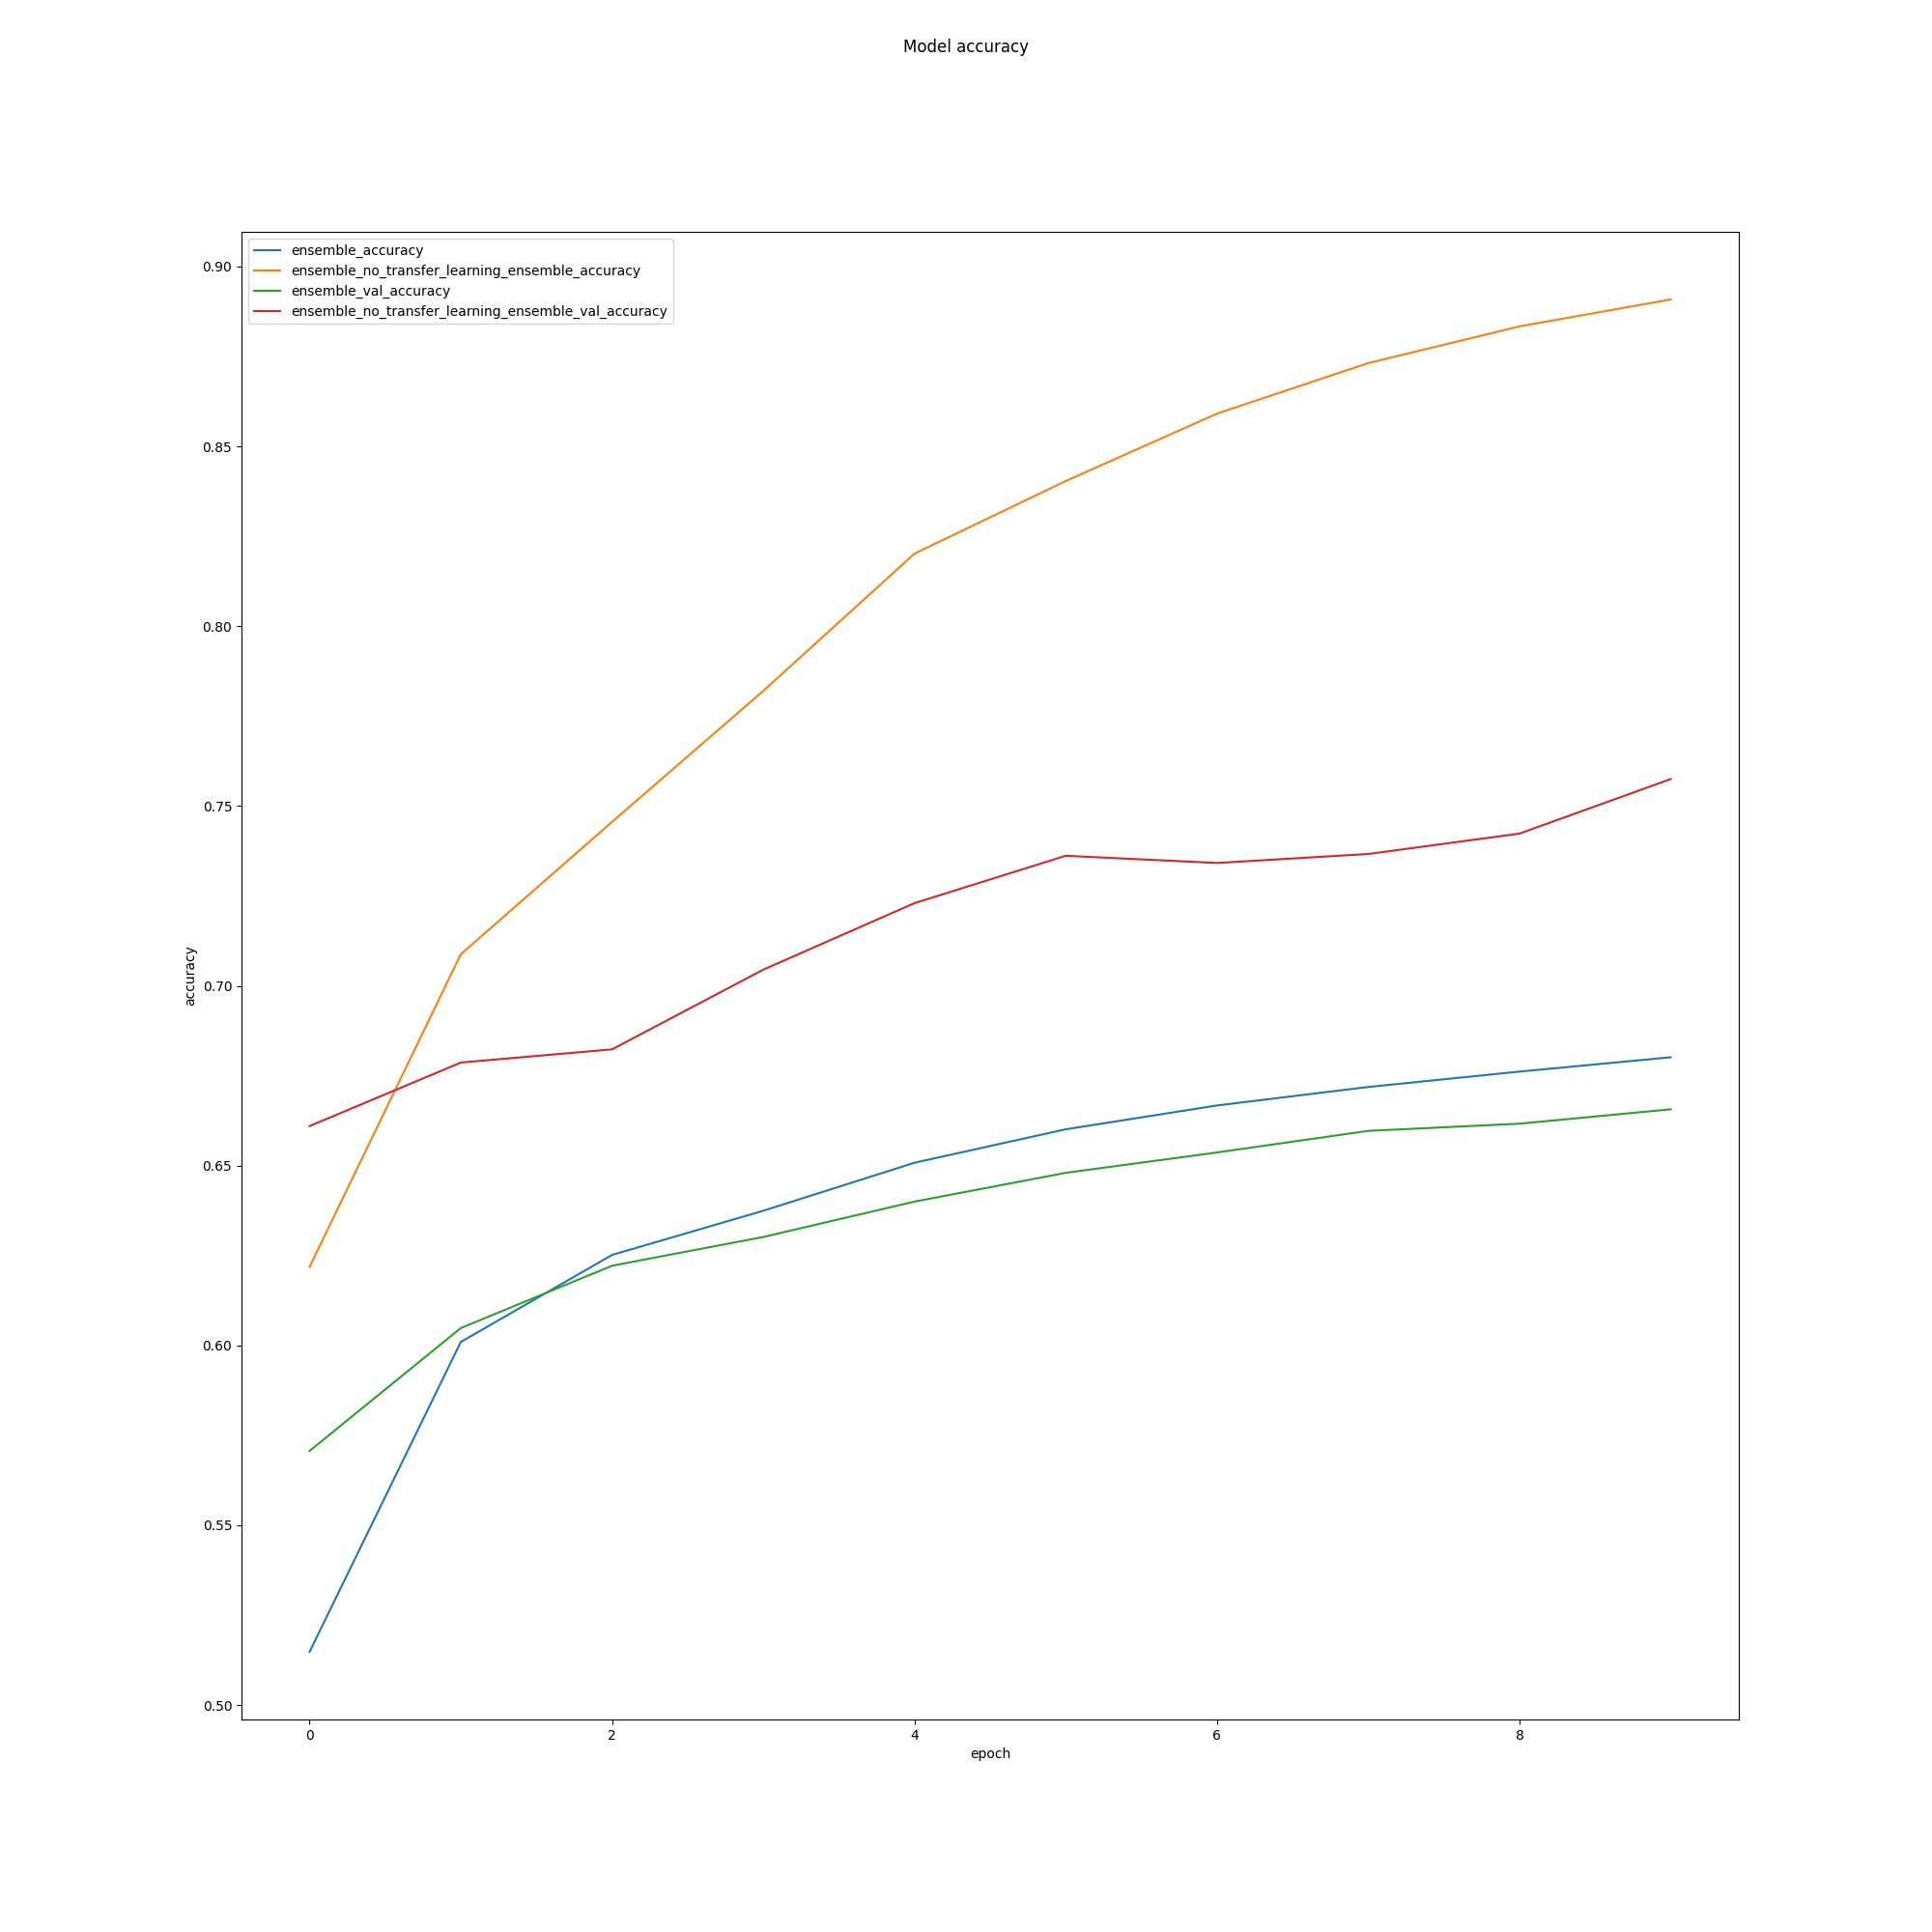 Model accuracy
ensemble_accuracy
ensemble_no_transfer_learning_ensemble_accuracy
ensemble_val_accuracy
ensemble_no_transfer_learning_ensemble_val_accuracy
0.90
0.85
0.80
0.75
0.70
0.65
0.60
0.55
0.50
accuracy
0 2 4 6 8
epoch